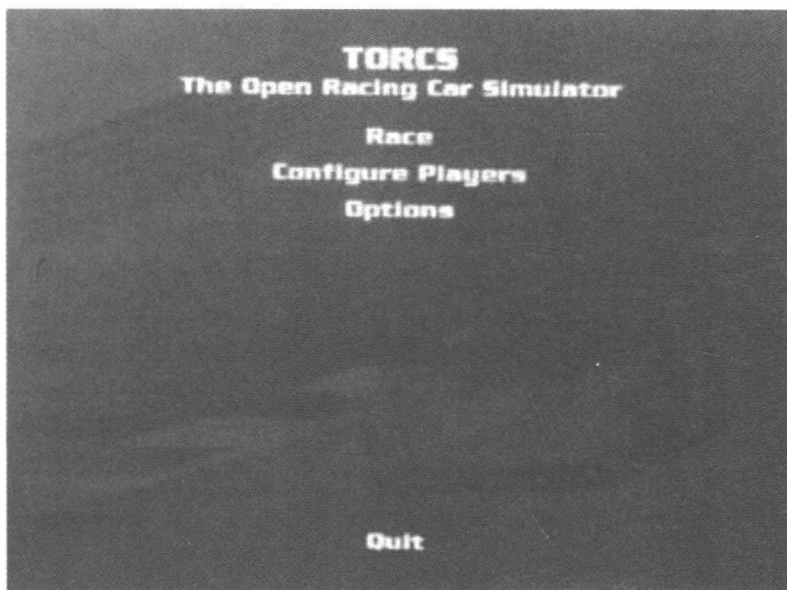 TORCS
The Open Racing Car Simulator
Race
Configure Players
Options
Quit